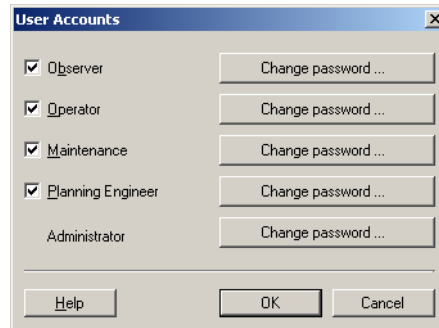 User Accounts
Observer Change password ...
Operator Change password ...
Maintenance Change password ...
Planning Engineer Change password ...
Administrator Change password ...
Help OK Cancel